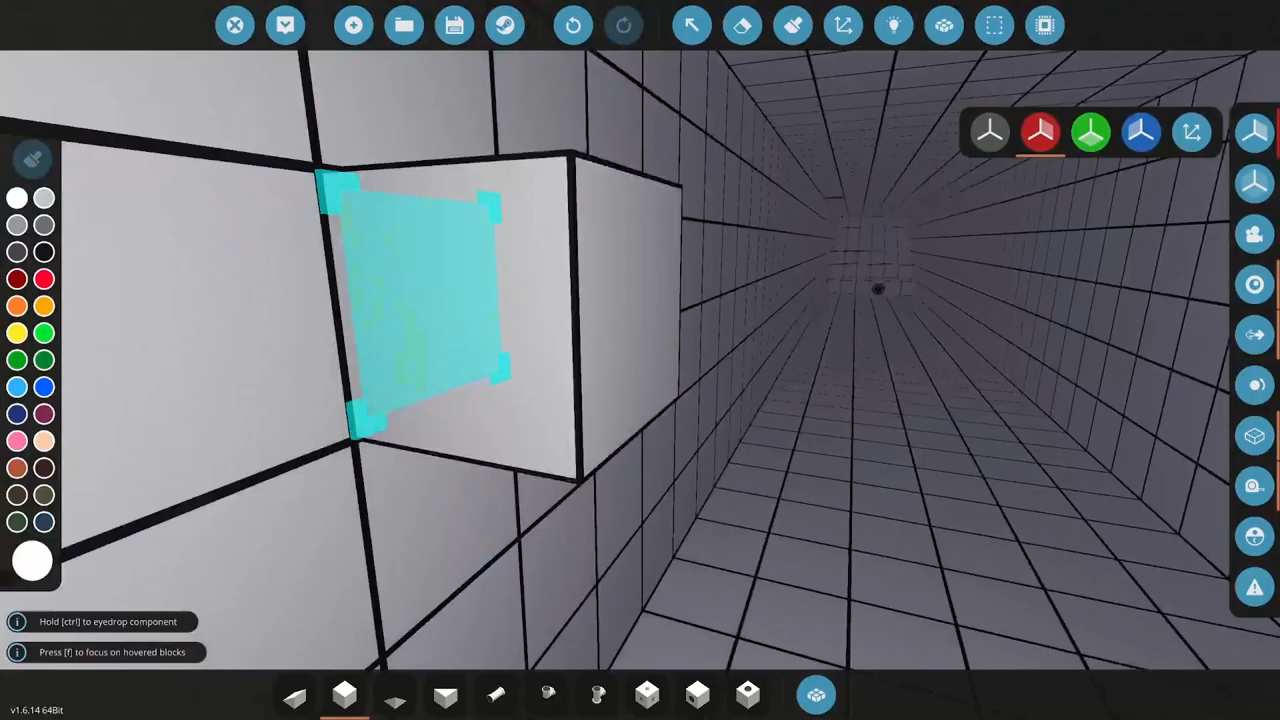 Hold [ctrl] to eyedrop component
Press [f] to focus on hovered blocks
v1.6.14 64Bit